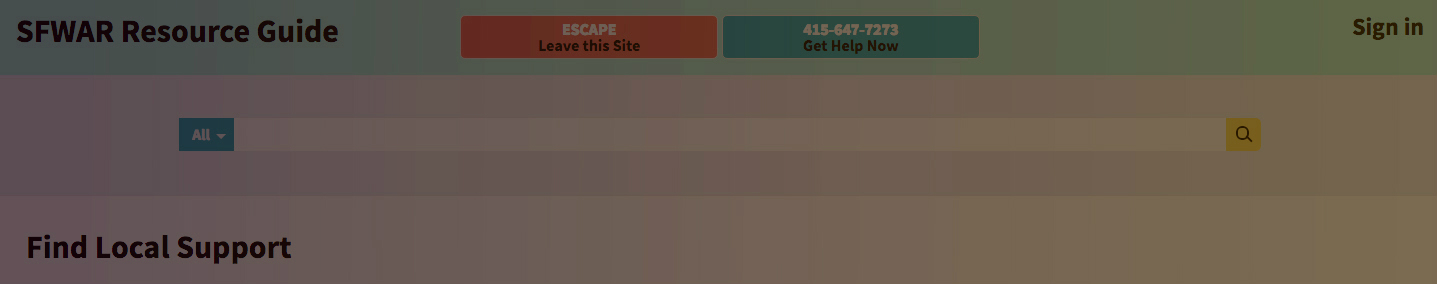 SFWAR Resource Guide
ESCAPE
Leave this Site
415-647-7273
Get Help Now
Sign in
All
Find Local Support